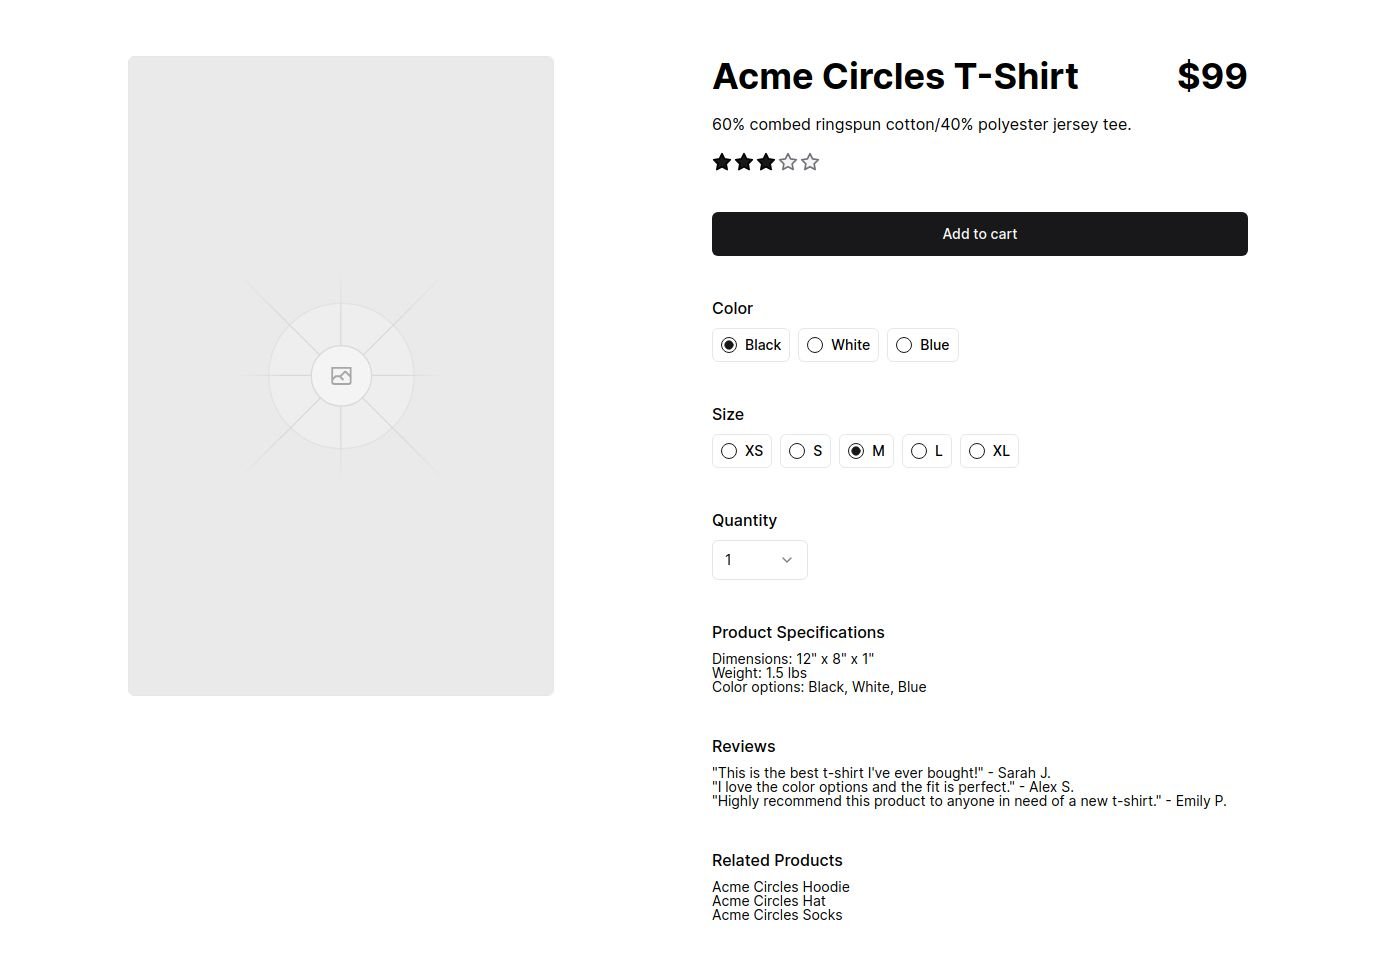 Acme Circles T-Shirt $99
60% combed ringspun cotton/40% polyester jersey tee.
Add to cart
Color
Black White Blue
Size
XS S M L XL
Quantity
1
Product Specifications
Dimensions: 12" x 8" x 1"
Weight: 1.5 lbs
Color options: Black, White, Blue
Reviews
"This is the best t-shirt I've ever bought!" - Sarah J.
"I love the color options and the fit is perfect." - Alex S.
"Highly recommend this product to anyone in need of a new t-shirt." - Emily P.
Related Products
Acme Circles Hoodie
Acme Circles Hat
Acme Circles Socks